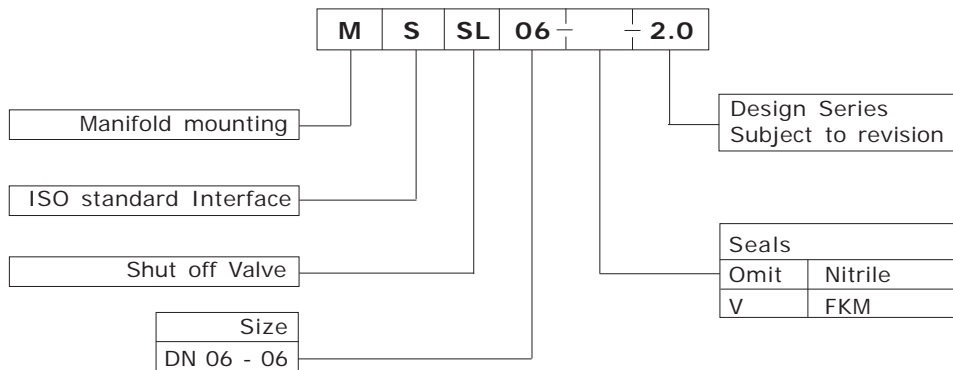 M S SL 06 - - 2.0
Manifold mounting
Design Series
Subject to revision
ISO standard Interface
Shut off Valve
Seals
Omit Nitrile
V FKM
Size
DN 06 - 06